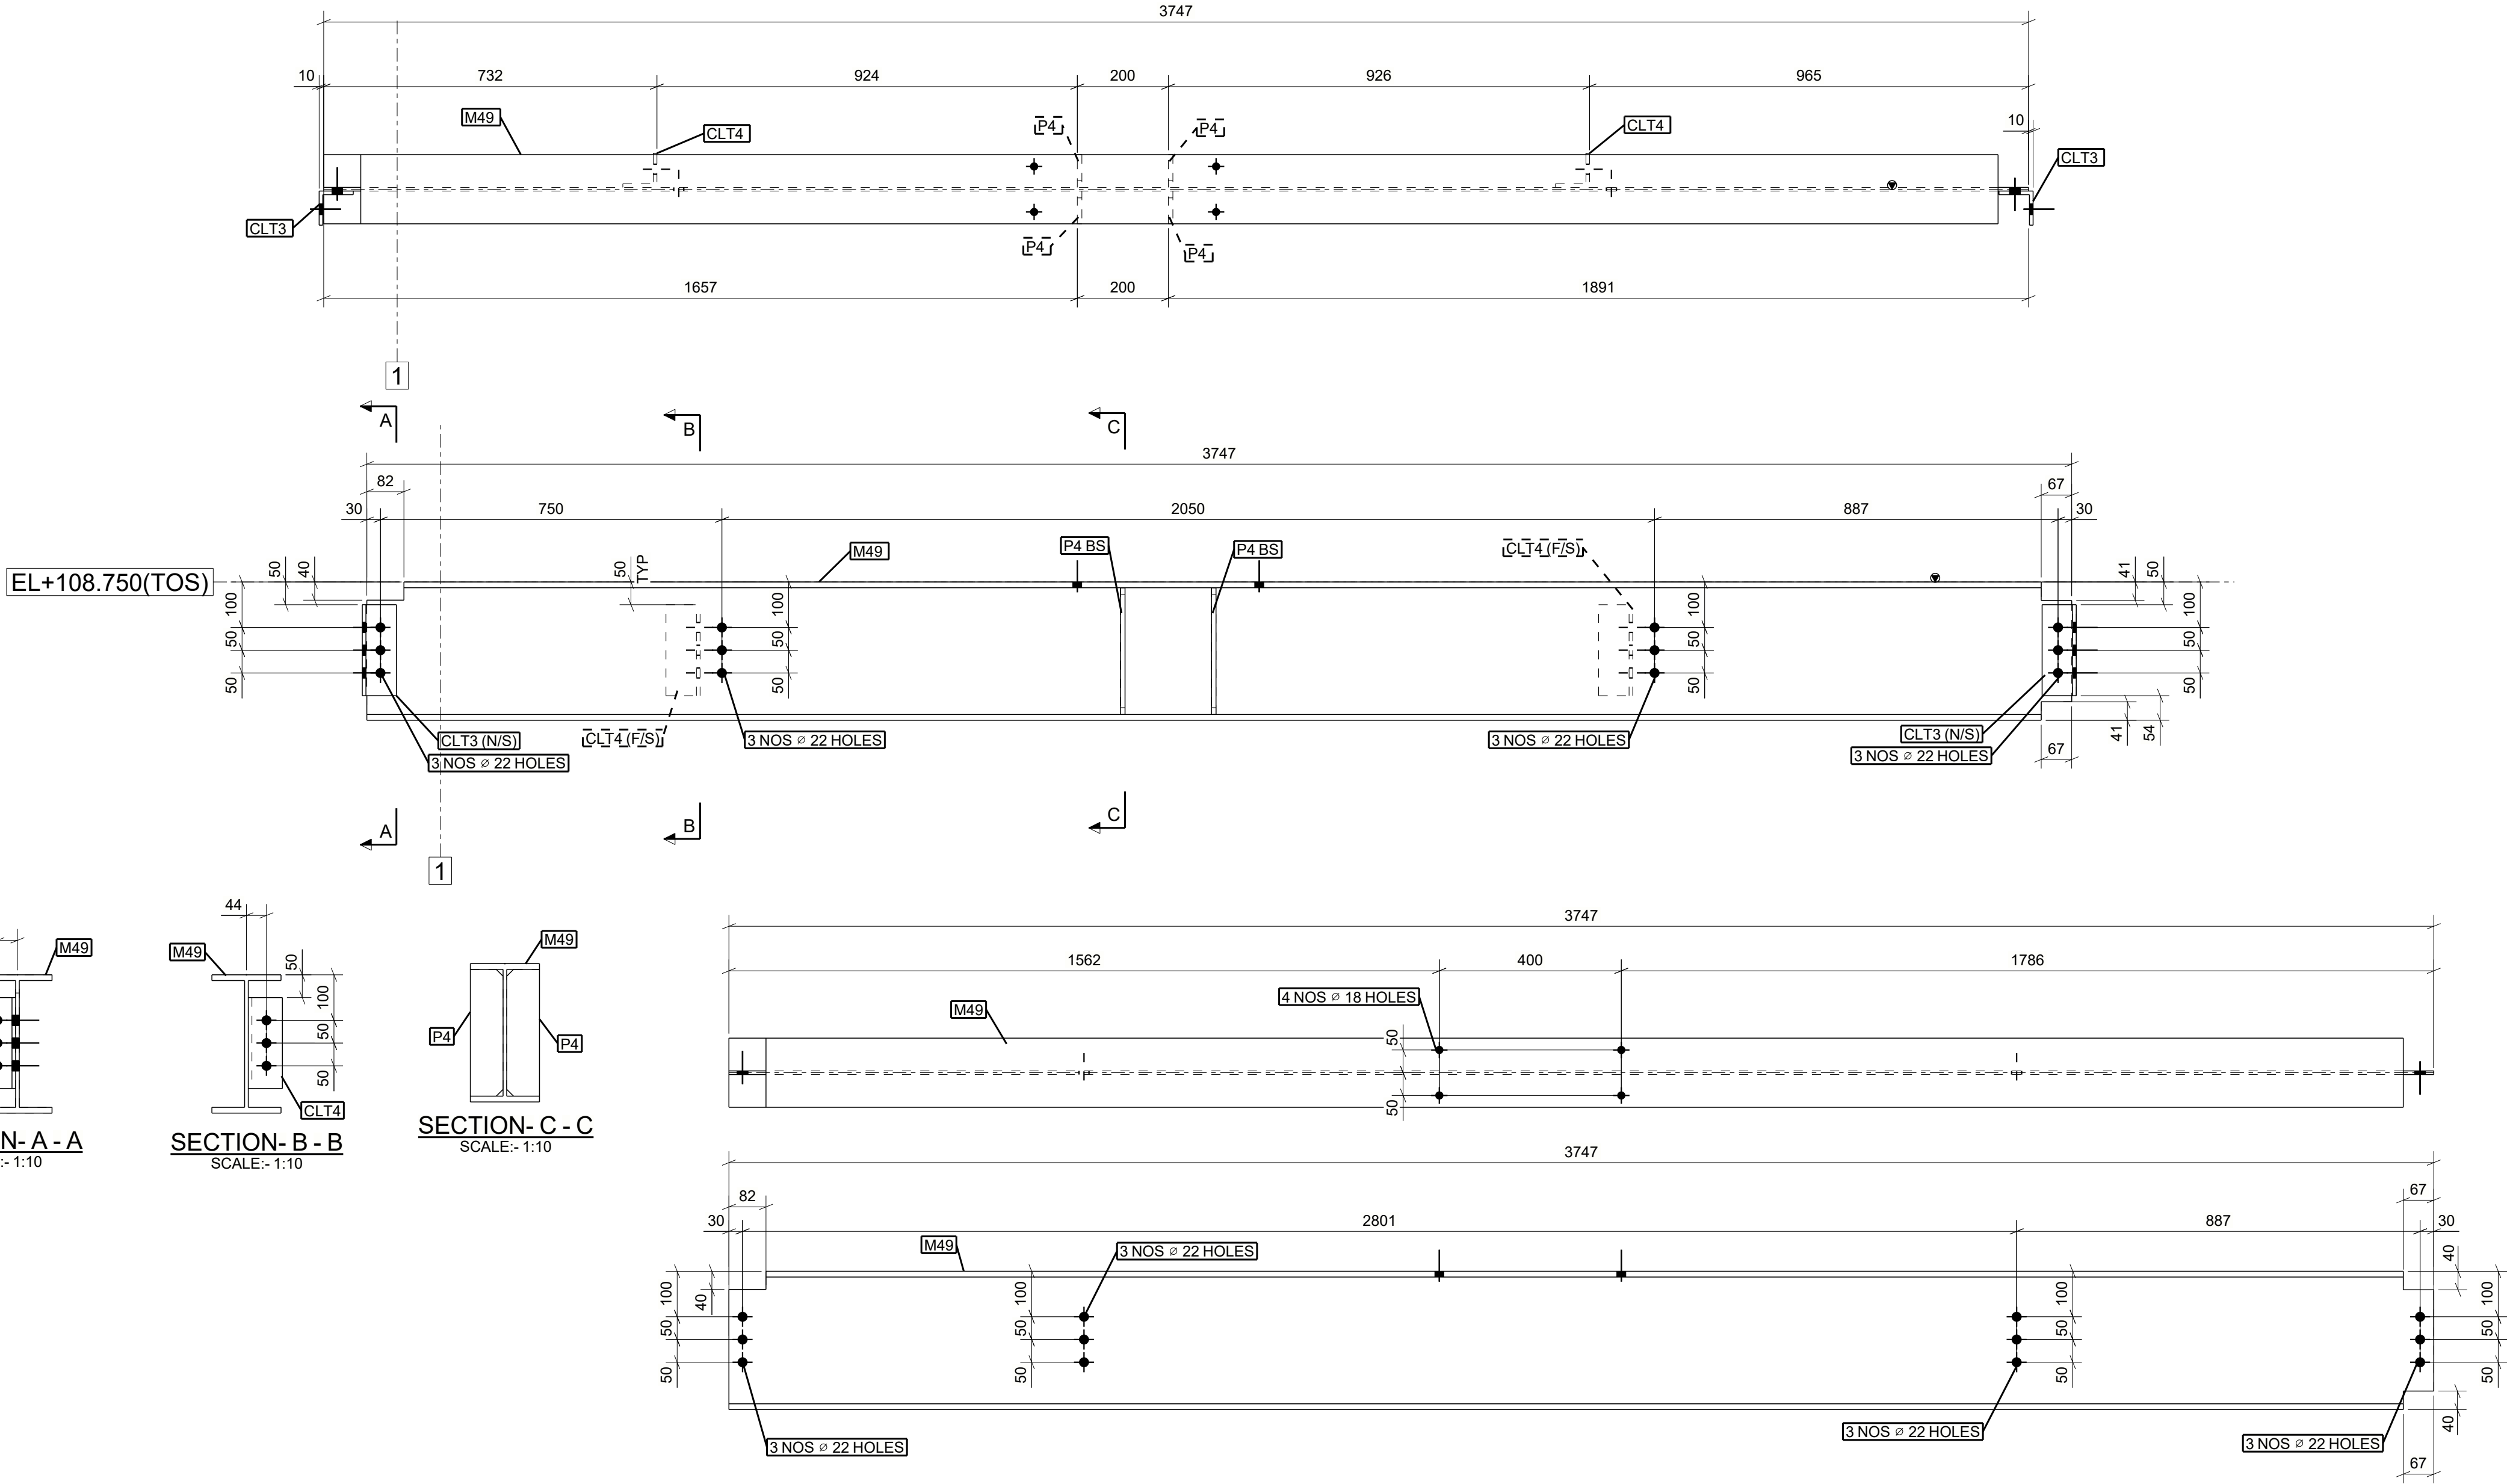 3747
10 732 924 200 926 965
10
M49
CLT4
P4
P4
CLT4
CLT3
CLT3
P4
P4
1657 200 1891
1
A
B
C
3747
82
67
30 750 2050 887 30
M49
P4 BS
P4 BS
CLT4 (F/S)
EL+108.750(TOS)
50
40
100
50
50
50
TYP
100
50
50
100
50
50
41
50
100
50
50
CLT3 (N/S)
3 NOS ⌀ 22 HOLES
CLT4 (F/S)
3 NOS ⌀ 22 HOLES
3 NOS ⌀ 22 HOLES
CLT3 (N/S)
3 NOS ⌀ 22 HOLES
41
54
67
A
B
C
1
M49
N- A - A
:- 1:10
44
M49
50
100
50
50
CLT4
SECTION- B - B
SCALE:- 1:10
M49
P4
P4
SECTION- C - C
SCALE:- 1:10
3747
1562 400 1786
M49
4 NOS ⌀ 18 HOLES
50
50
3747
82
67
30 2801 887 30
M49
3 NOS ⌀ 22 HOLES
40
100
50
50
40
100
50
50
100
50
50
100
50
50
40
3 NOS ⌀ 22 HOLES
3 NOS ⌀ 22 HOLES
3 NOS ⌀ 22 HOLES
67